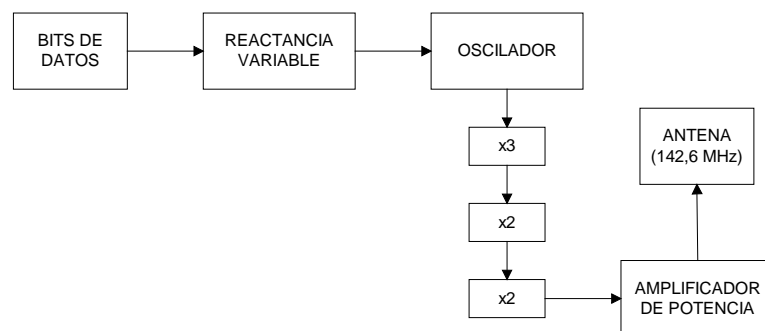 BITS DE
DATOS
REACTANCIA
VARIABLE
OSCILADOR
x3
ANTENA
(142,6 MHz)
x2
x2
AMPLIFICADOR
DE POTENCIA